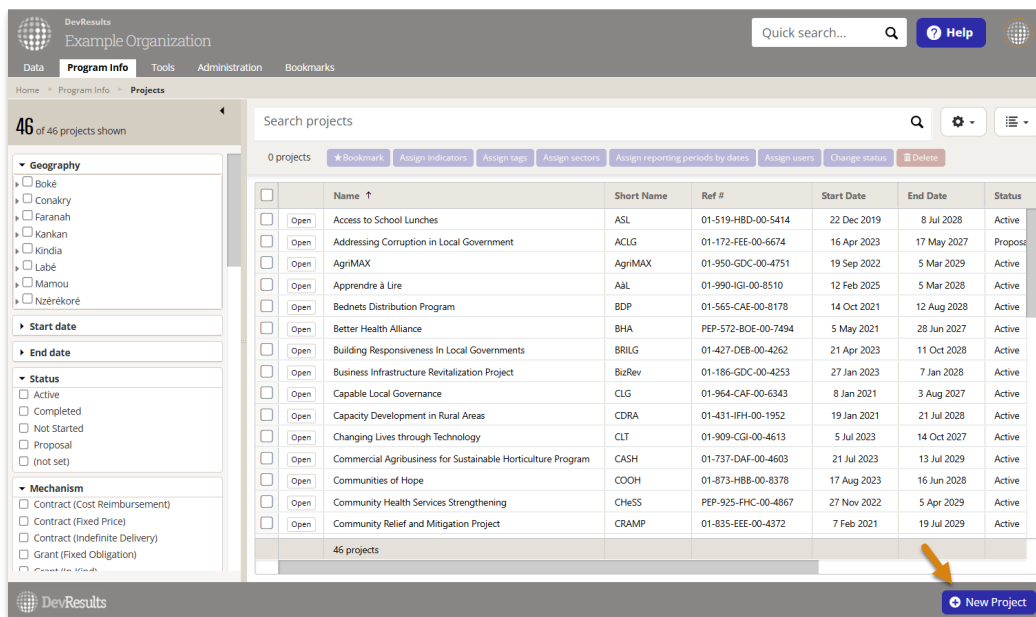 DevResults
Example Organization
Quick search...
Help
Data Program Info Tools Administration Bookmarks
Home Program Info Projects
46 of 46 projects shown
Search projects
0 projects Bookmark Assign indicators Assign tags Assign sectors Assign reporting periods by dates Assign users Change status Delete
Geography
Boké
Conakry
Faranah
Kankan
Kindia
Labé
Mamou
Nzérékoré
Start date
End date
Status
Active
Completed
Not Started
Proposal
(not set)
Mechanism
Contract (Cost Reimbursement)
Contract (Fixed Price)
Contract (Indefinite Delivery)
Grant (Fixed Obligation)
Grant (In-Kind)
Name ↑ Short Name Ref # Start Date End Date Status
Open Access to School Lunches ASL 01-519-HBD-00-5414 22 Dec 2019 8 Jul 2028 Active
Open Addressing Corruption in Local Government ACLG 01-172-FEE-00-6674 16 Apr 2023 17 May 2027 Proposa
Open AgriMAX AgriMAX 01-950-GDC-00-4751 19 Sep 2022 5 Mar 2029 Active
Open Apprendre à Lire AàL 01-990-IGI-00-8510 12 Feb 2025 5 Mar 2028 Active
Open Bednets Distribution Program BDP 01-565-CAE-00-8178 14 Oct 2021 12 Aug 2028 Active
Open Better Health Alliance BHA PEP-572-BOE-00-7494 5 May 2021 28 Jun 2027 Active
Open Building Responsiveness In Local Governments BRILG 01-427-DEB-00-4262 21 Apr 2023 11 Oct 2028 Active
Open Business Infrastructure Revitalization Project BizRev 01-186-GDC-00-4253 27 Jan 2023 7 Jan 2028 Active
Open Capable Local Governance CLG 01-964-CAF-00-6343 8 Jan 2021 3 Aug 2027 Active
Open Capacity Development in Rural Areas CDRA 01-431-IFH-00-1952 19 Jan 2021 21 Jul 2028 Active
Open Changing Lives through Technology CLT 01-909-CGI-00-4613 5 Jul 2023 14 Oct 2027 Active
Open Commercial Agribusiness for Sustainable Horticulture Program CASH 01-737-DAF-00-4603 21 Jul 2023 13 Jul 2029 Active
Open Communities of Hope COOH 01-873-HBB-00-8378 17 Aug 2023 16 Jun 2028 Active
Open Community Health Services Strengthening CHeSS PEP-925-FHC-00-4867 27 Nov 2022 5 Apr 2029 Active
Open Community Relief and Mitigation Project CRAMP 01-835-EEE-00-4372 7 Feb 2021 19 Jul 2029 Active
46 projects
DevResults
New Project